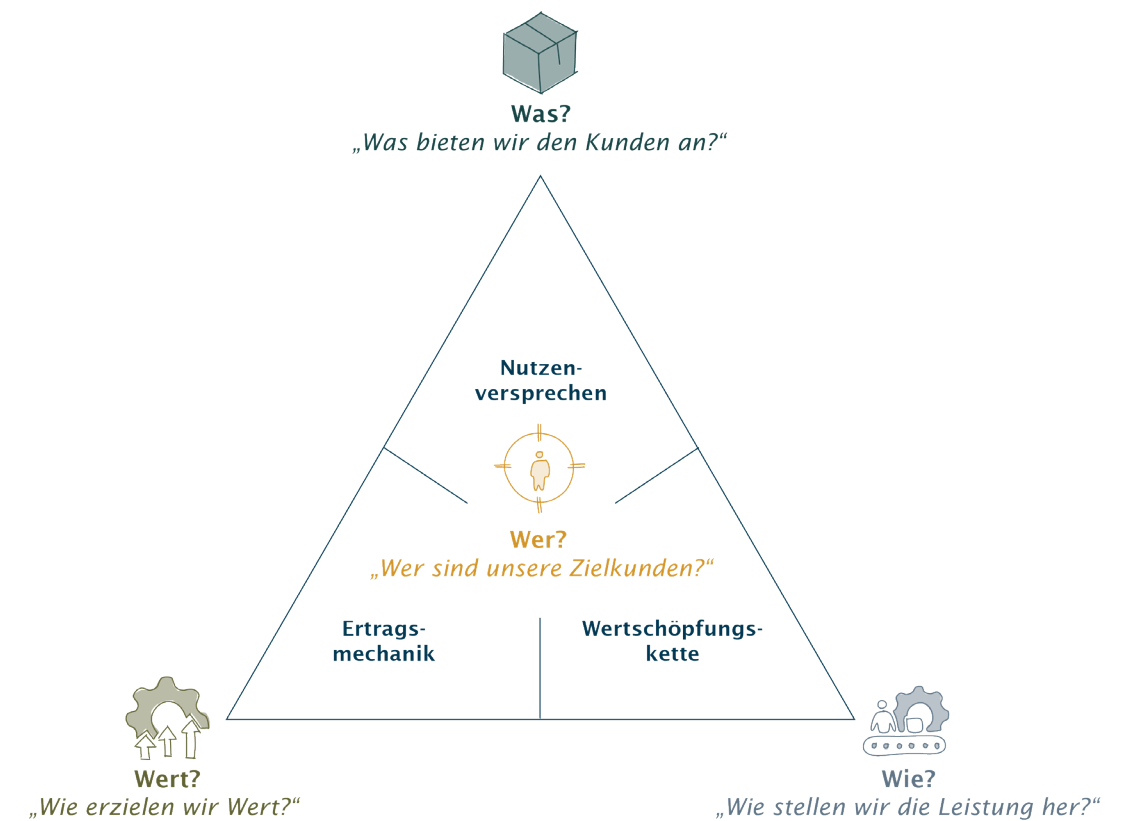 Was?
„Was bieten wir den Kunden an?“
Nutzen-
versprechen
Wer?
„Wer sind unsere Zielkunden?“
Ertrags-
mechanik
Wertschöpfungs-
kette
Wert?
„Wie erzielen wir Wert?“
Wie?
„Wie stellen wir die Leistung her?“